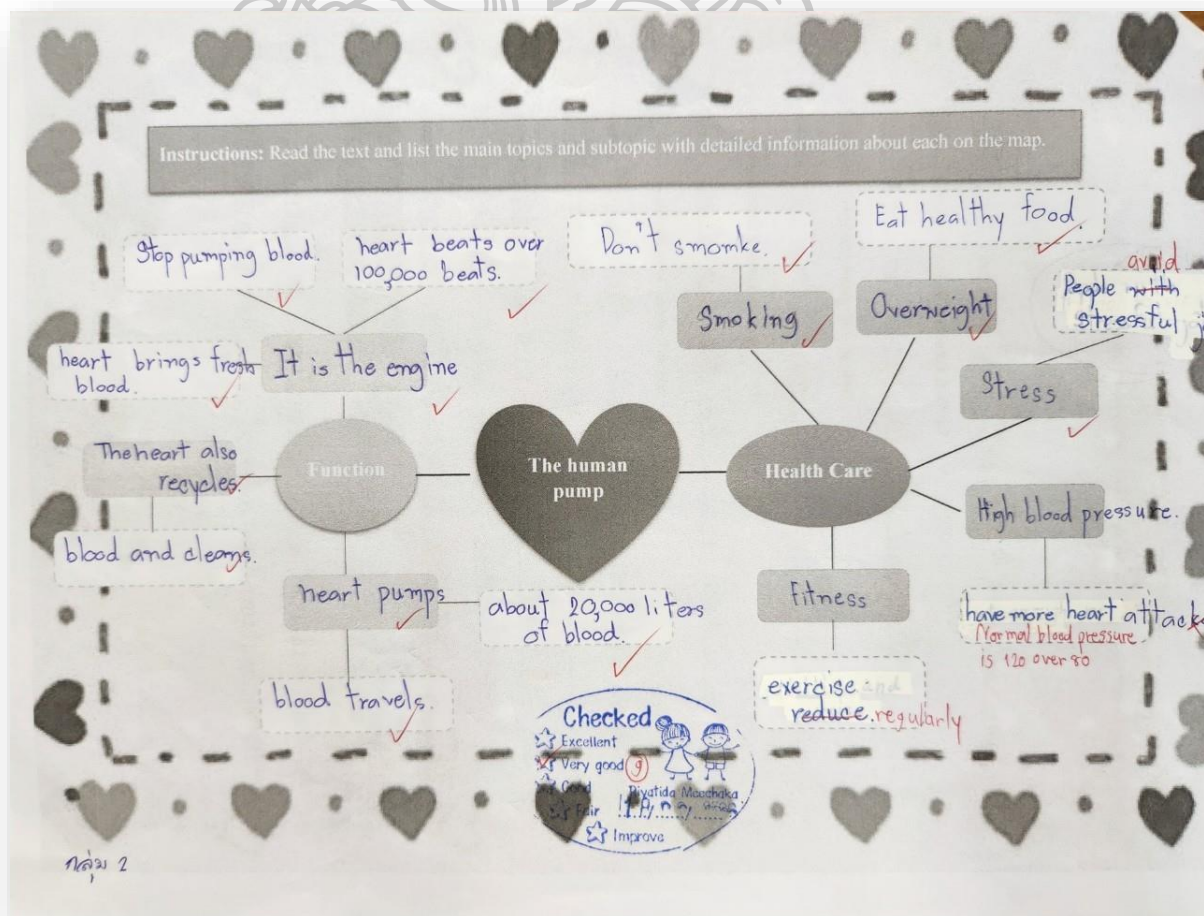 Instructions: Read the text and list the main topics and subtopic with detailed information about each on the map.
Stop pumping blood.
heart beats over
100,000 beats.
Don't smomke.
Eat healthy food
avoid
People with
stressful
Smoking
Overweight
heart brings fresh
blood.
It is the engine
Stress
The heart also
recycles.
Function
The human
pump
Health Care
High blood pressure.
blood and cleans.
heart pumps
about 20,000 liters
of blood.
Fitness
have more heart attack
Normal blood pressure
is 120 over 80
blood travels.
exercise and
reduce. regularly
Checked
Excellent
Very good 9
Good
Piyatida Meechaka
Fair
Improve
กลุ่ม 2